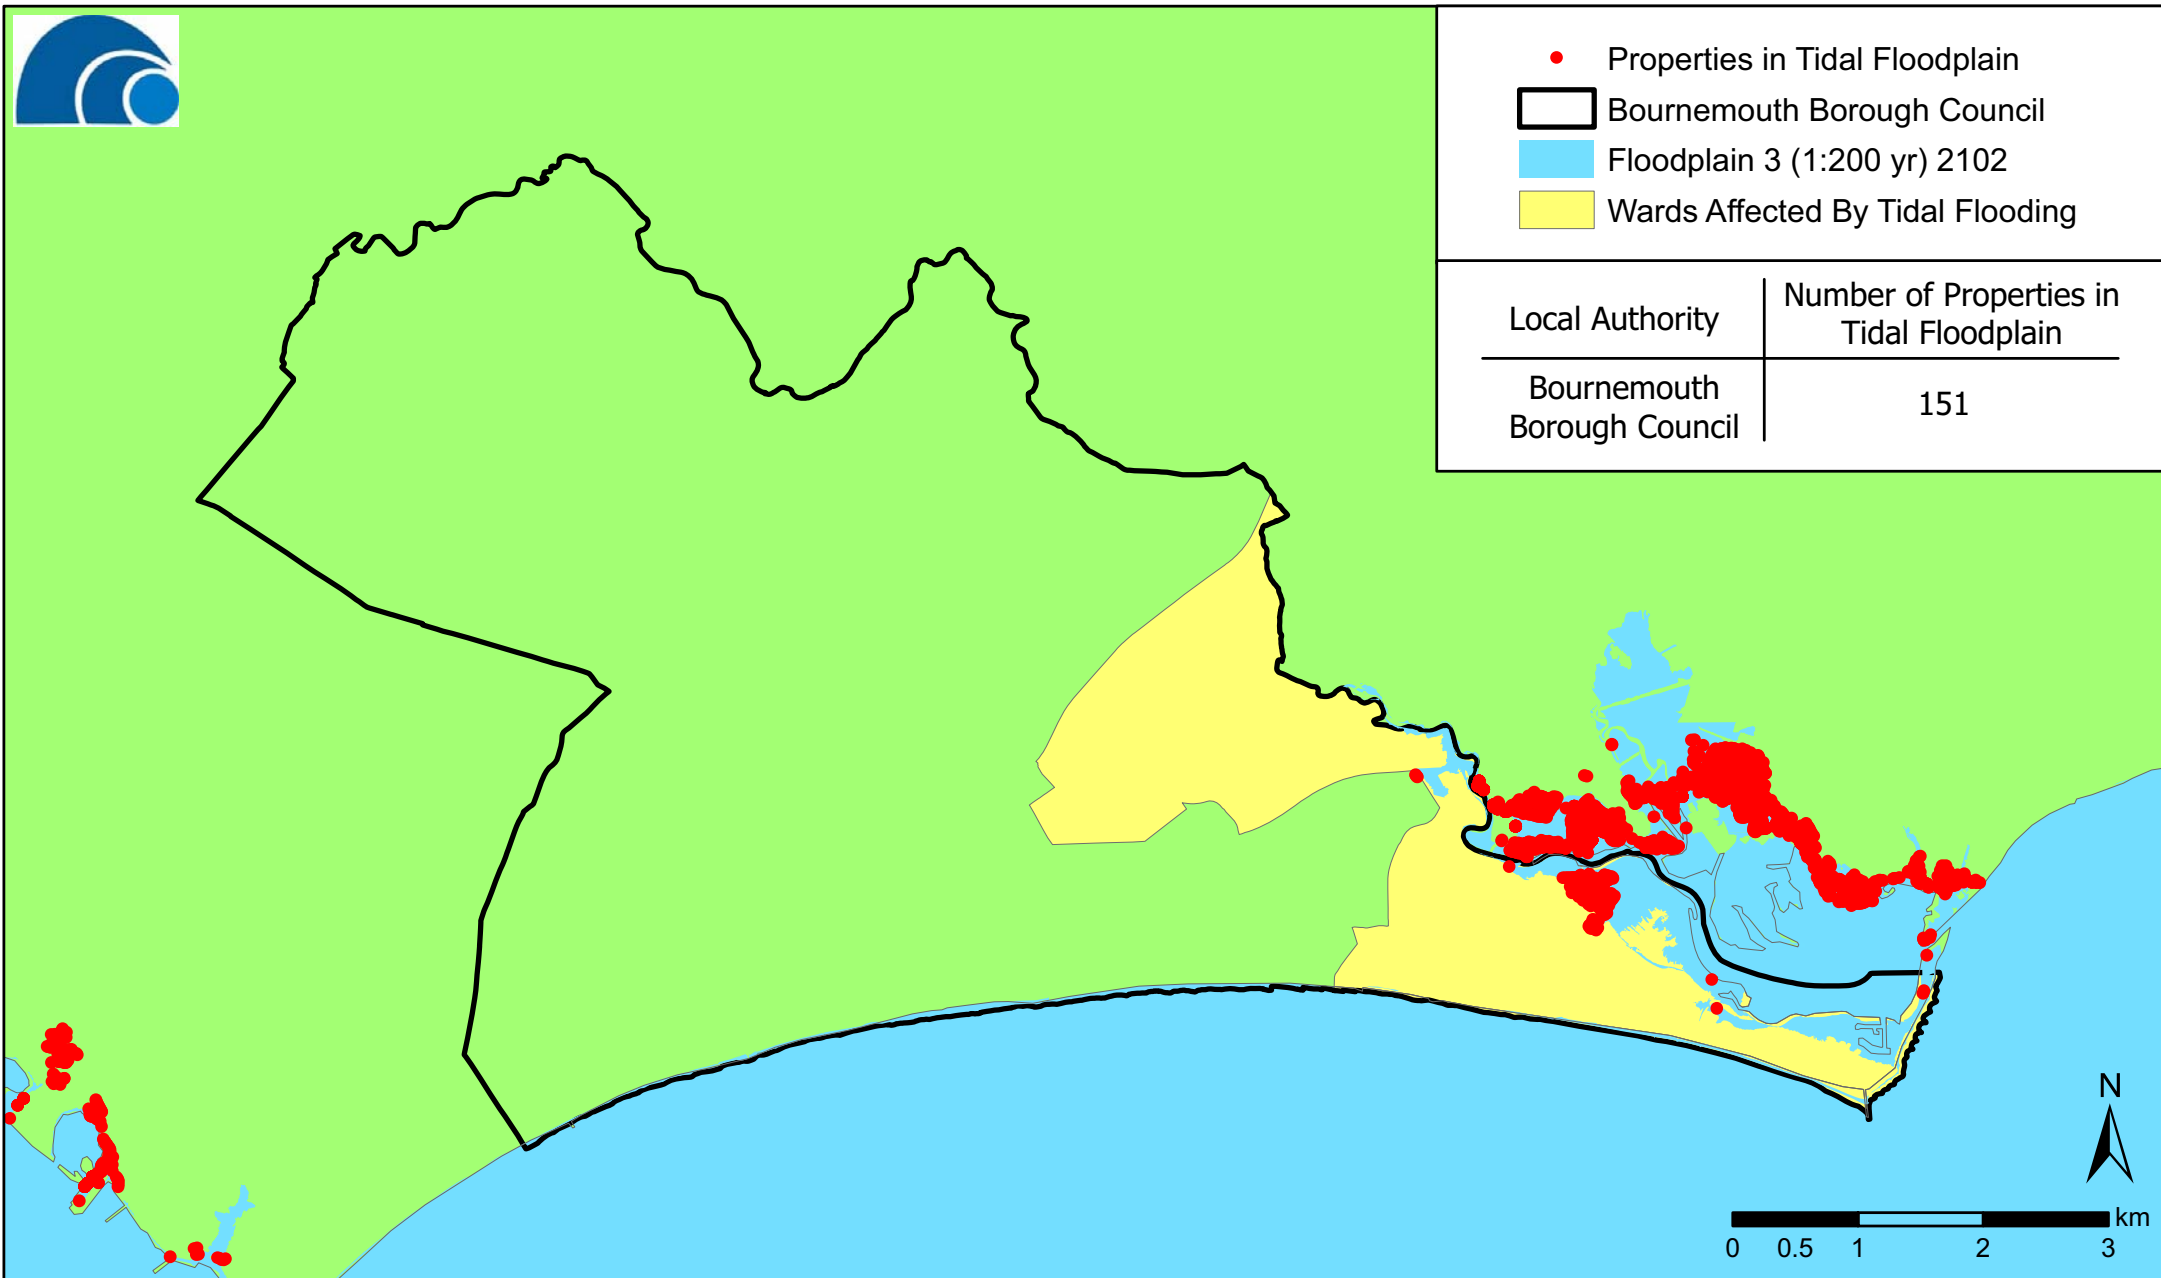 Properties in Tidal Floodplain
Bournemouth Borough Council
Floodplain 3 (1:200 yr) 2102
Wards Affected By Tidal Flooding
Local Authority
Number of Properties in
Tidal Floodplain
Bournemouth
Borough Council
151
N
km
0 0.5 1 2 3